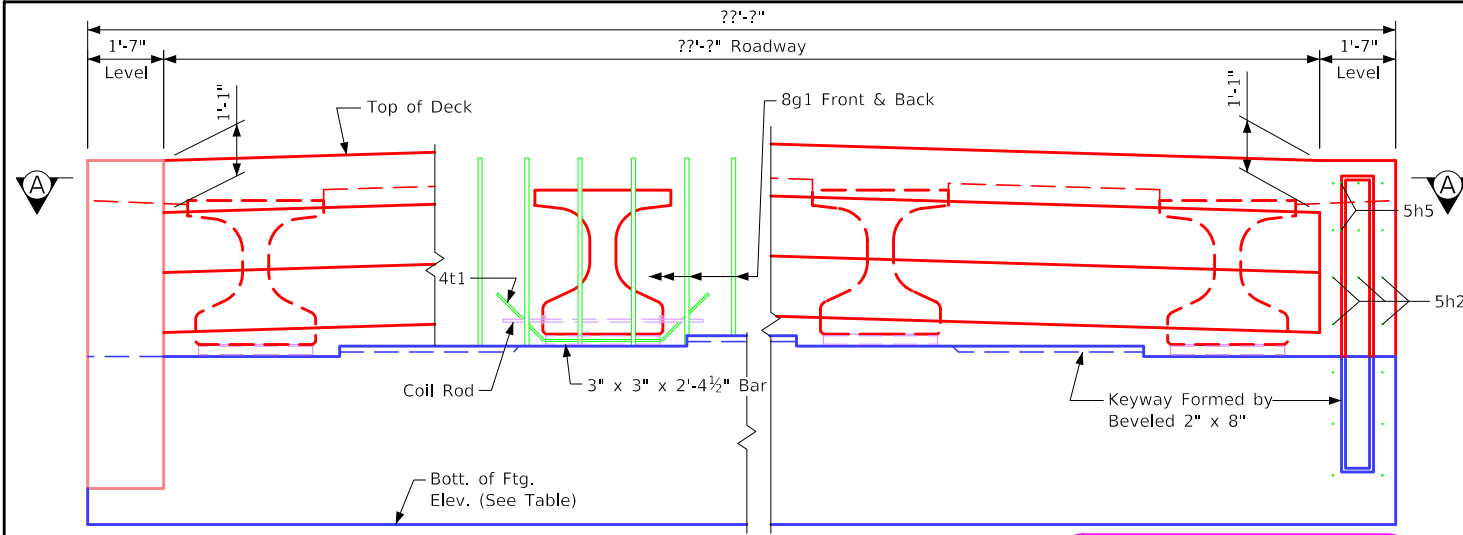 ??'-?"
1'-7"
??'-?" Roadway
1'-7"
Level
Level
1'-1"
Top of Deck
8g1 Front & Back
1'-1"
A
A
5h5
4t1
5h2
Coil Rod
3" x 3" x 2'-4½" Bar
Keyway Formed by
Beveled 2" x 8"
Bott. of Ftg.
Elev. (See Table)